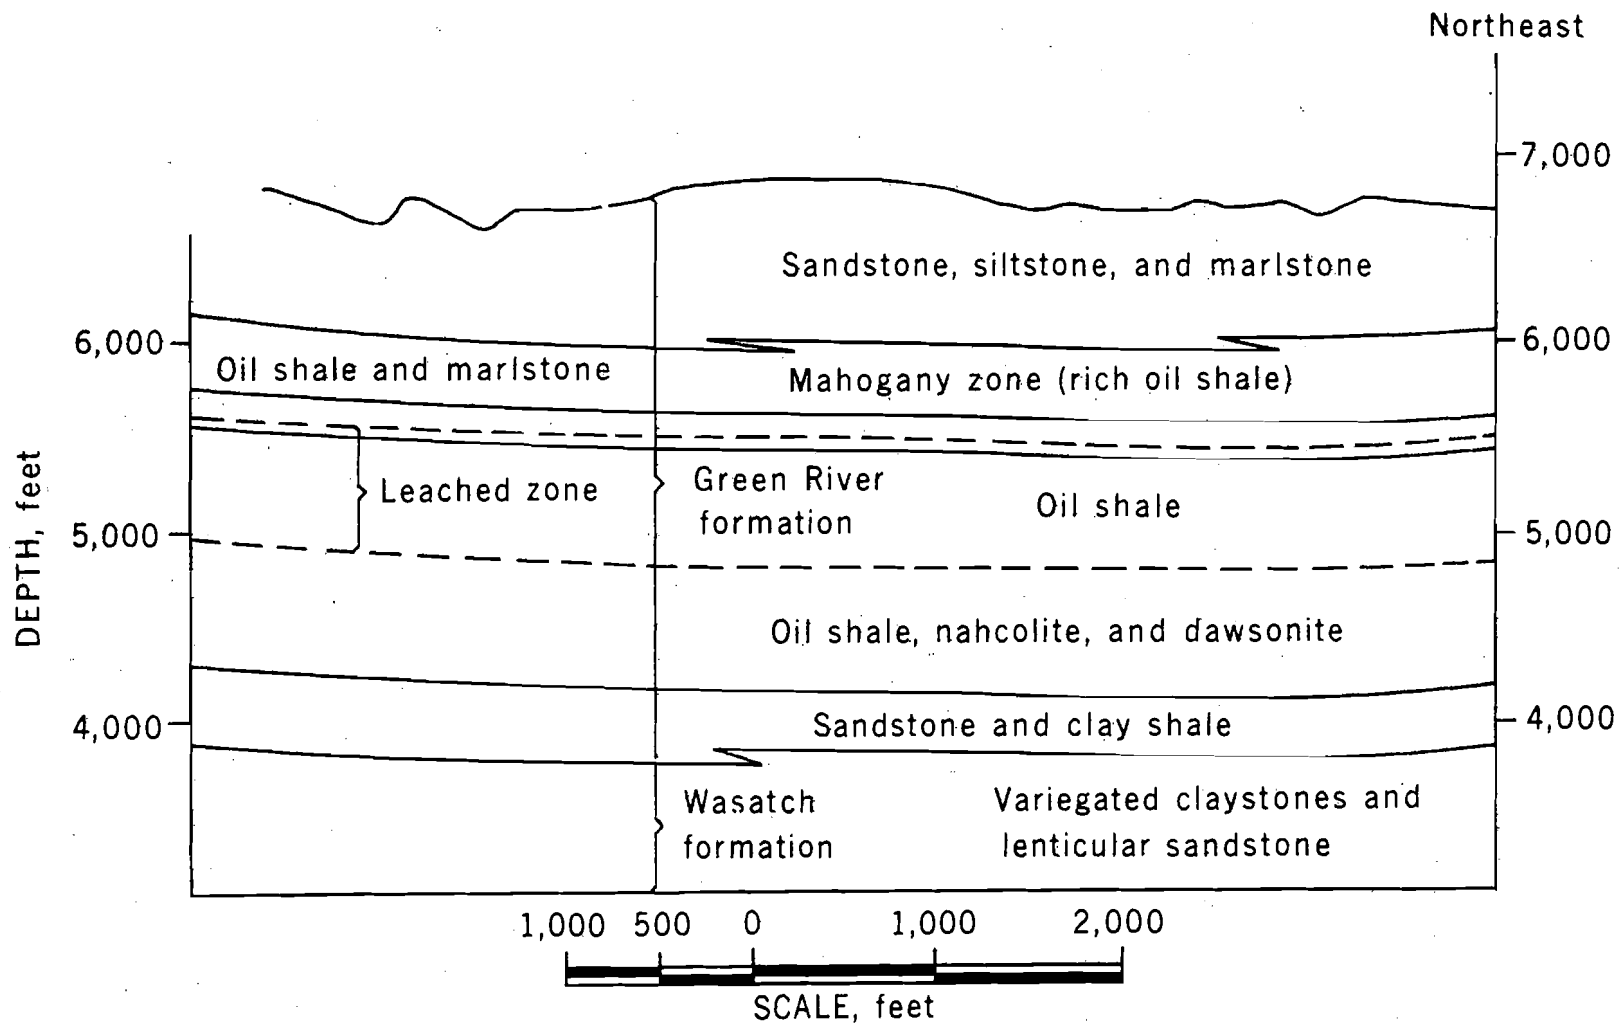 Northeast
7,000
Sandstone, siltstone, and marlstone
6,000
6,000
Oil shale and marlstone
Mahogany zone (rich oil shale)
DEPTH, feet
Leached zone
Green River
formation
Oil shale
5,000
5,000
Oil shale, nahcolite, and dawsonite
4,000
4,000
Sandstone and clay shale
Wasatch
formation
Variegated claystones and
lenticular sandstone
1,000 500 0 1,000 2,000
SCALE, feet